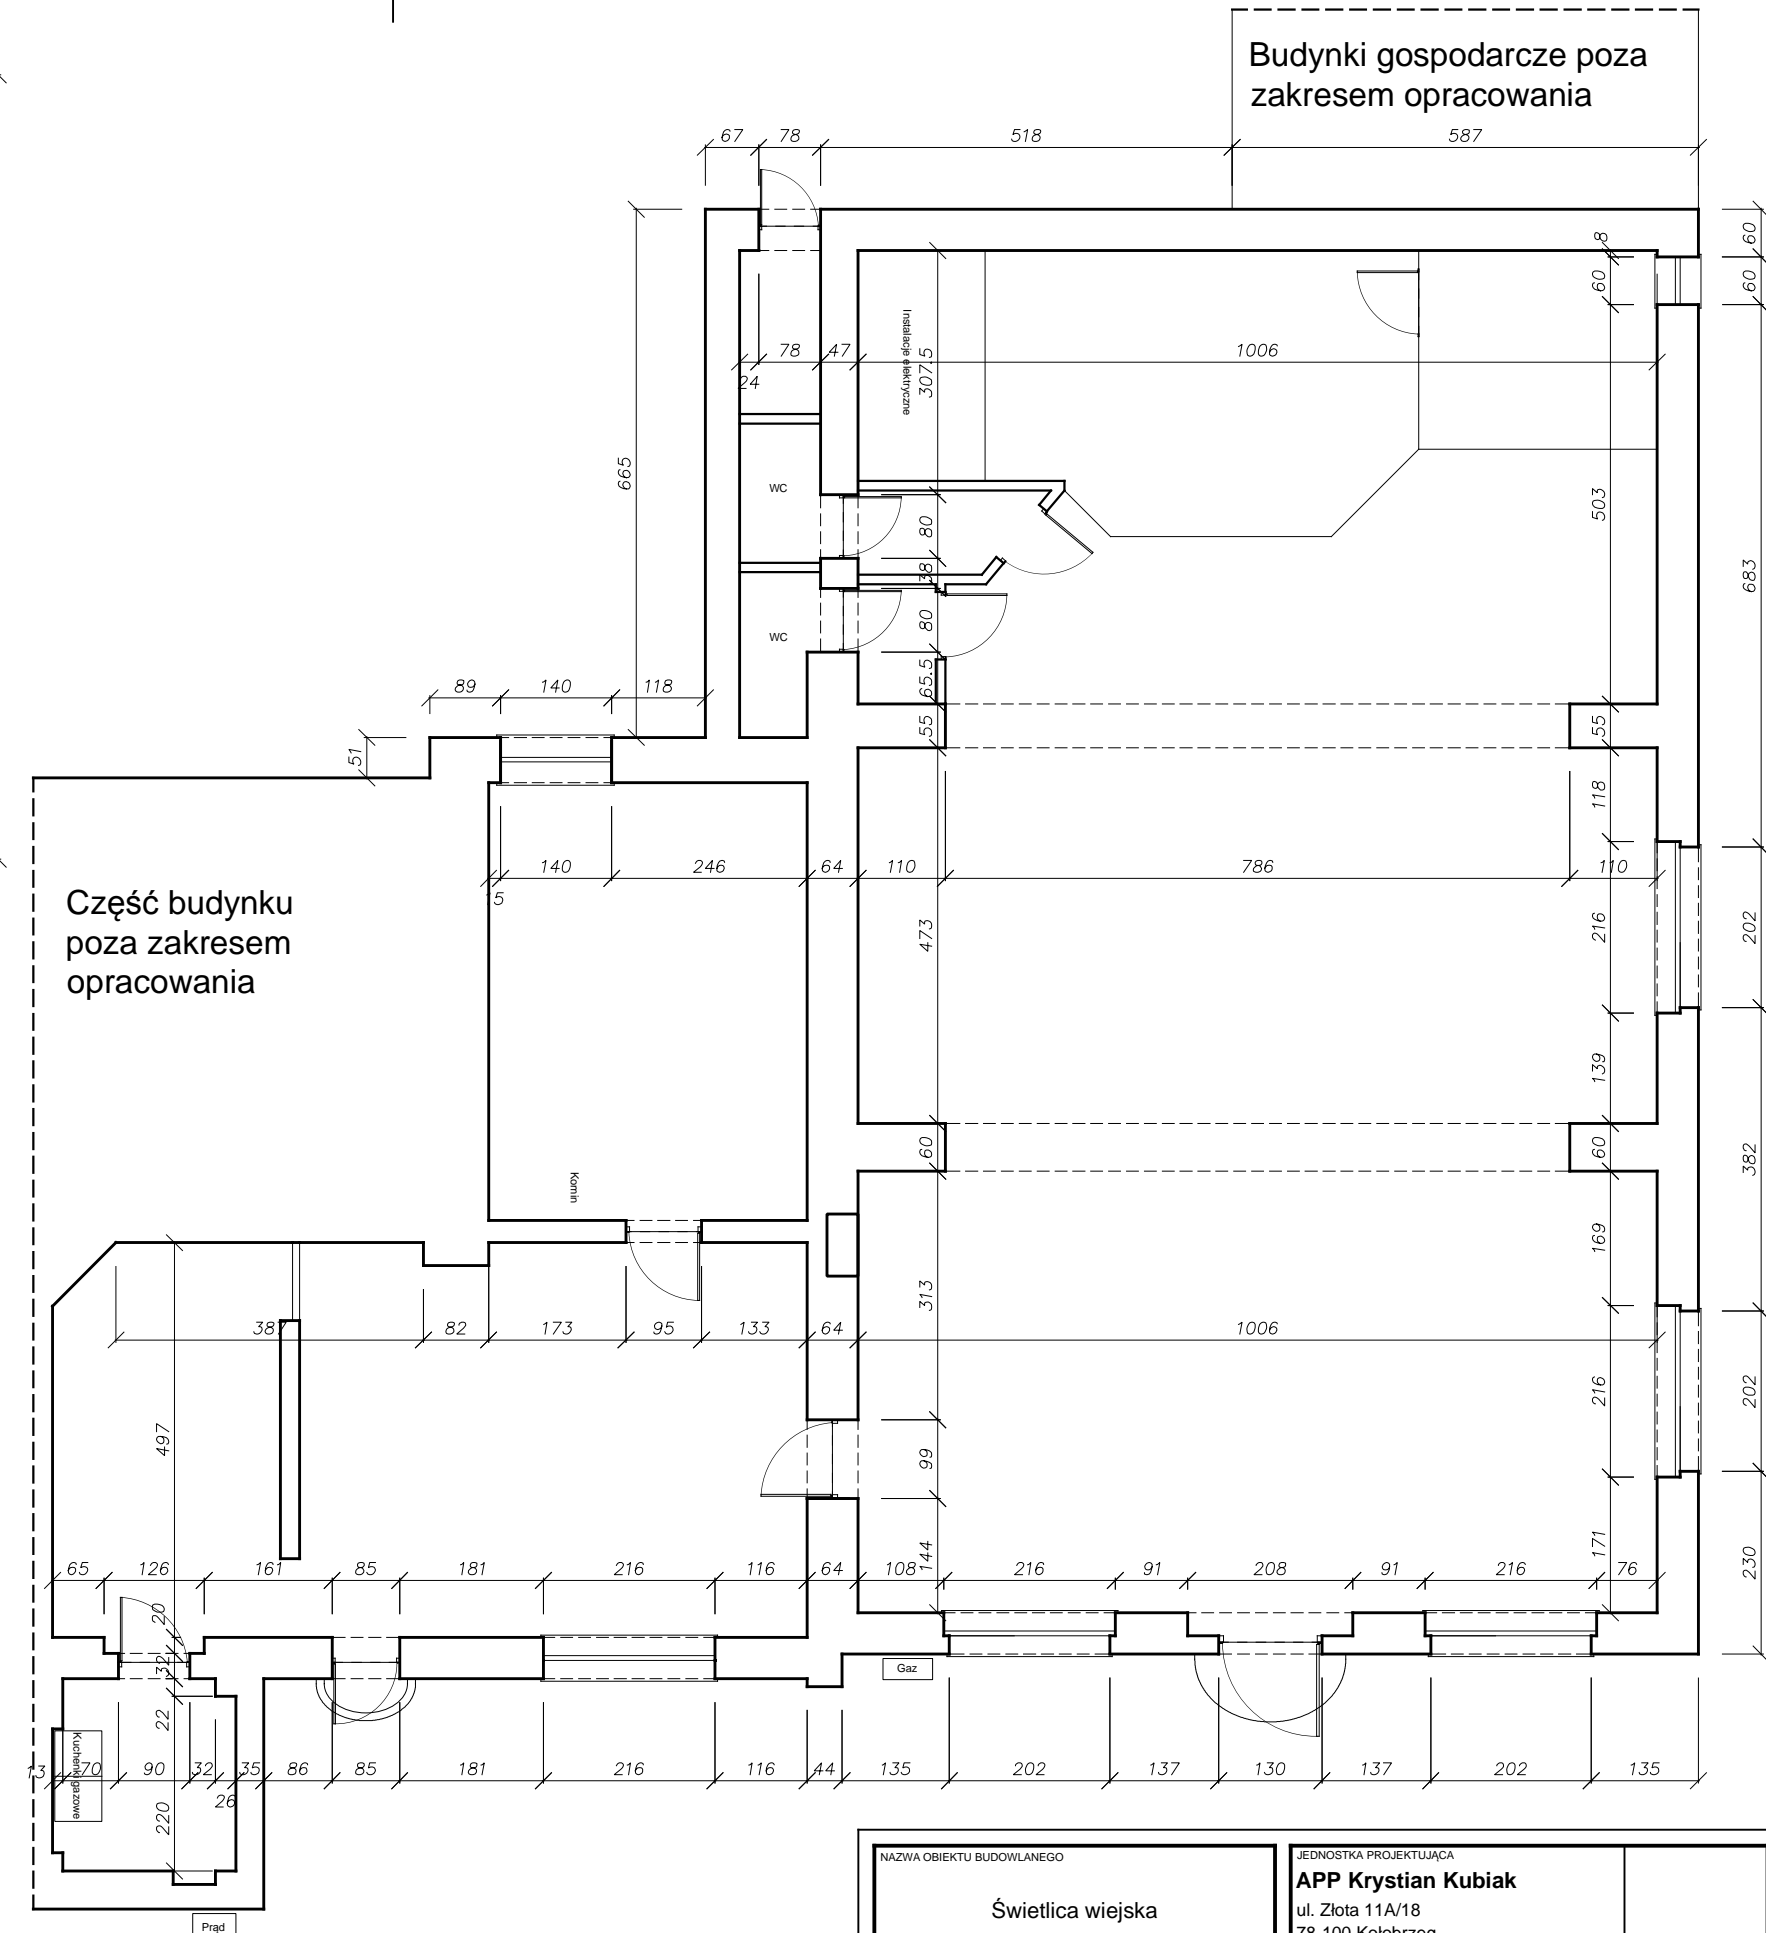 Budynki gospodarcze poza
zakresem opracowania
67 78 518 587
60
8
60
60
Instalacje elektryczne
307.5
78 47 1006
24
665
WC
80
503
38
683
WC
80
65.5
89 140 118
55
55
51
118
140 246 64 110 786 110
15
Część budynku
poza zakresem
opracowania
473
216
202
139
60
60
382
Komin
169
313
387 82 173 95 133 64 1006
216
202
497
99
144
171
230
65 126 161 85 181 216 116 64 108 216 91 208 91 216 76
20
32
Gaz
22
Kuchenki gazowe
13 70 90 32 35 86 85 181 216 116 44 135 202 137 130 137 202 135
26
220
Prąd
NAZWA OBIEKTU BUDOWLANEGO
Świetlica wiejska
JEDNOSTKA PROJEKTUJĄCA
APP Krystian Kubiak
ul. Złota 11A/18
78-100 Kołobrzeg